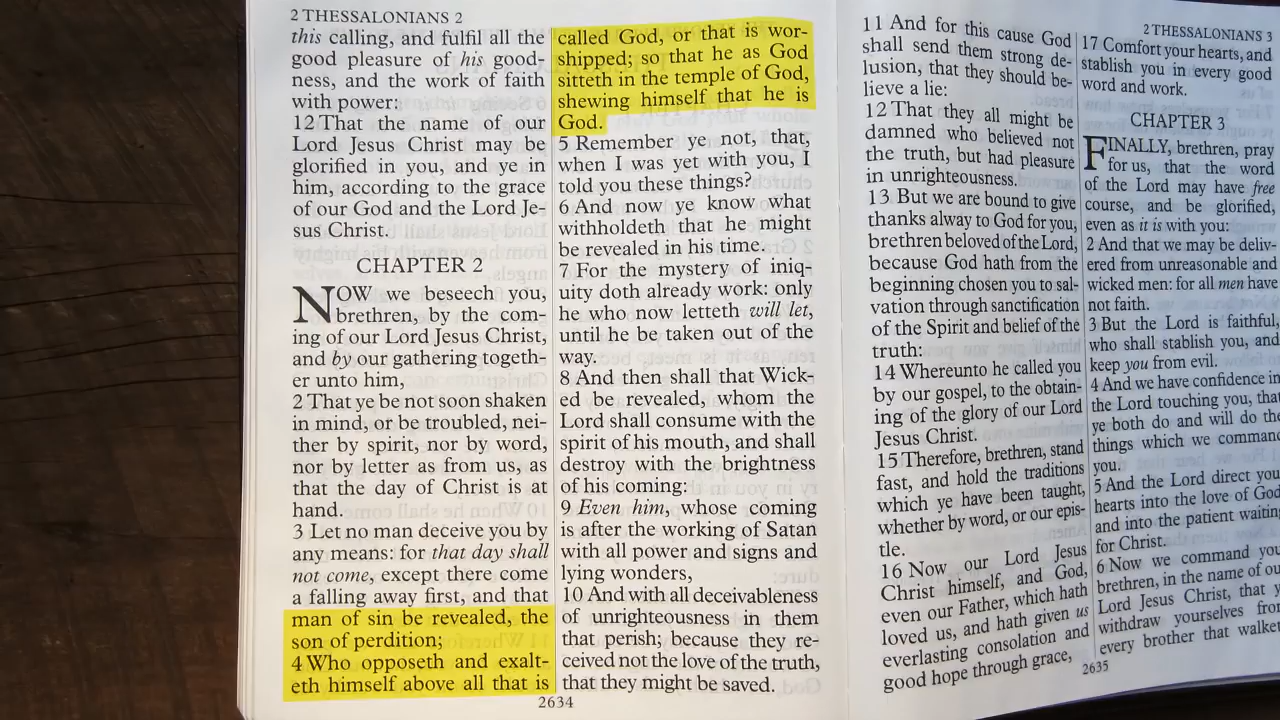 2 THESSALONIANS 2
this calling, and fulfil all the
good pleasure of his good-
ness, and the work of faith
with power:
12 That the name of our
Lord Jesus Christ may be
glorified in you, and ye in
him, according to the grace
of our God and the Lord Je-
sus Christ.
CHAPTER 2
NOW we beseech you,
brethren, by the com-
ing of our Lord Jesus Christ,
and by our gathering togeth-
er unto him,
2 That ye be not soon shaken
in mind, or be troubled, nei-
ther by spirit, nor by word,
nor by letter as from us, as
that the day of Christ is at
hand.
3 Let no man deceive you by
any means: for that day shall
not come, except there come
a falling away first, and that
man of sin be revealed, the
son of perdition;
4 Who opposeth and exalt-
eth himself above all that is
called God, or that is wor-
shipped; so that he as God
sitteth in the temple of God,
shewing himself that he is
God.
5 Remember ye not, that,
when I was yet with you, I
told you these things?
6 And now ye know what
withholdeth that he might
be revealed in his time.
7 For the mystery of iniq-
uity doth already work: only
he who now letteth will let,
until he be taken out of the
way.
8 And then shall that Wick-
ed be revealed, whom the
Lord shall consume with the
spirit of his mouth, and shall
destroy with the brightness
of his coming:
9 Even him, whose coming
is after the working of Satan
with all power and signs and
lying wonders,
10 And with all deceivableness
of unrighteousness in them
that perish; because they re-
ceived not the love of the truth,
that they might be saved.
2634
11 And for this cause God
shall send them strong de-
lusion, that they should be-
lieve a lie:
12 That they all might be
damned who believed not
the truth, but had pleasure
in unrighteousness.
13 But we are bound to give
thanks alway to God for you,
brethren beloved of the Lord,
because God hath from the
beginning chosen you to sal-
vation through sanctification
of the Spirit and belief of the
truth:
14 Whereunto he called you
by our gospel, to the obtain-
ing of the glory of our Lord
Jesus Christ.
15 Therefore, brethren, stand
fast, and hold the traditions
which ye have been taught,
whether by word, or our epis-
tle.
16 Now our Lord Jesus
Christ himself, and God,
even our Father, which hath
loved us, and hath given us
everlasting consolation and
good hope through grace,
2 THESSALONIANS 3
17 Comfort your hearts, and
stablish you in every good
word and work.
CHAPTER 3
FINALLY, brethren, pray
for us, that the word
of the Lord may have free
course, and be glorified,
even as it is with you:
2 And that we may be deliv-
ered from unreasonable and
wicked men: for all men have
not faith.
3 But the Lord is faithful,
who shall stablish you, and
keep you from evil.
4 And we have confidence in
the Lord touching you, that
ye both do and will do the
things which we command
you.
5 And the Lord direct your
hearts into the love of God,
and into the patient waiting
for Christ.
6 Now we command you,
brethren, in the name of our
Lord Jesus Christ, that y
withdraw yourselves from
every brother that walket
2635